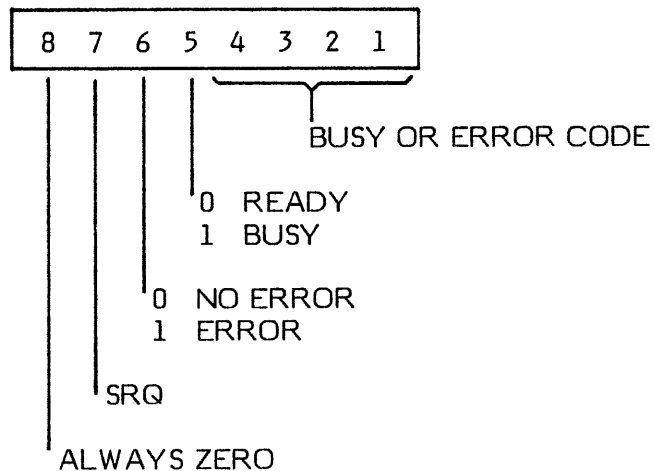 8 7 6 5 4 3 2 1
BUSY OR ERROR CODE
0 READY
1 BUSY
0 NO ERROR
1 ERROR
SRQ
ALWAYS ZERO